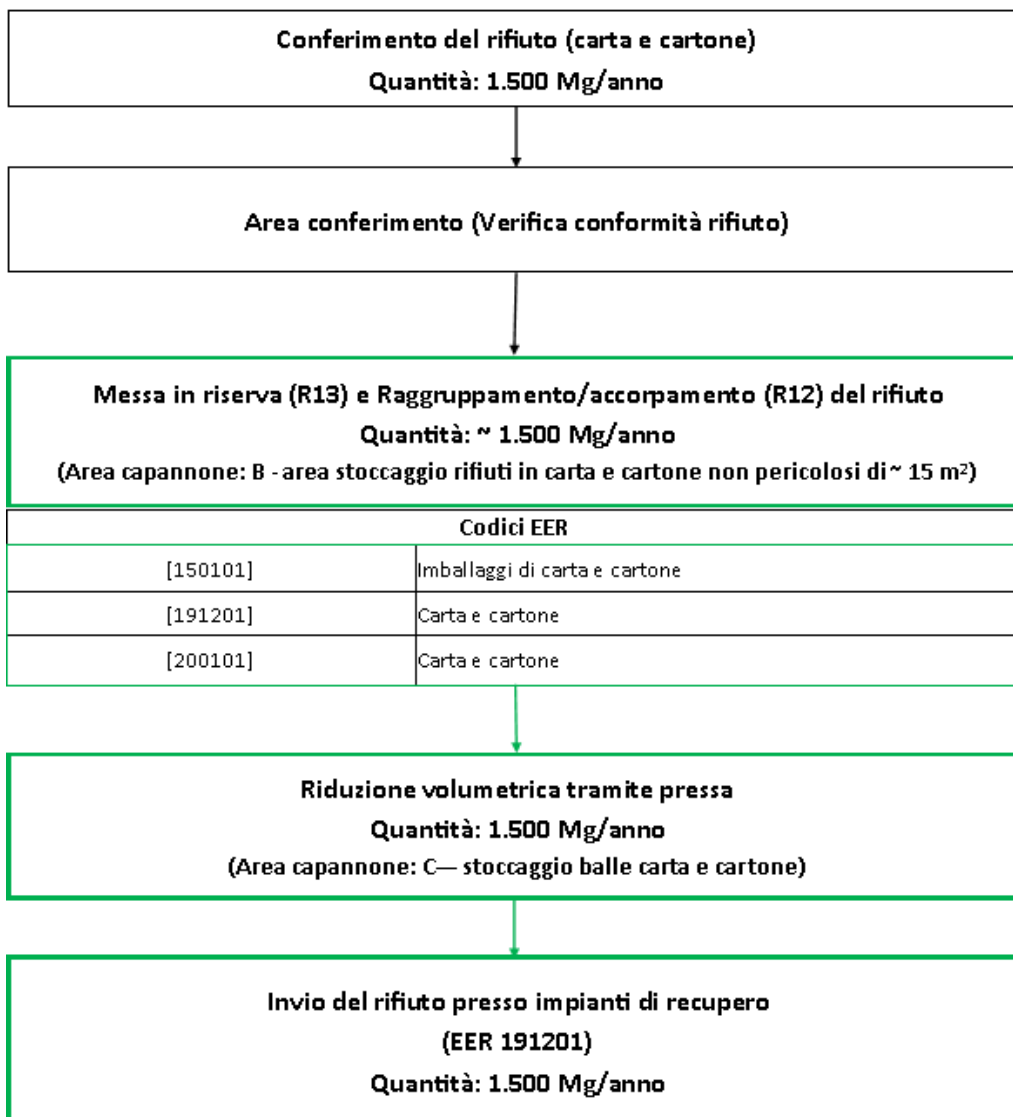 Conferimento del rifiuto (carta e cartone)
Quantità: 1.500 Mg/anno
Area conferimento (Verifica conformità rifiuto)
Messa in riserva (R13) e Raggruppamento/accorpamento (R12) del rifiuto
Quantità: ~ 1.500 Mg/anno
(Area capannone: B - area stoccaggio rifiuti in carta e cartone non pericolosi di ~ 15 m²)
Codici EER
[150101] Imballaggi di carta e cartone
[191201] Carta e cartone
[200101] Carta e cartone
Riduzione volumetrica tramite pressa
Quantità: 1.500 Mg/anno
(Area capannone: C— stoccaggio balle carta e cartone)
Invio del rifiuto presso impianti di recupero
(EER 191201)
Quantità: 1.500 Mg/anno